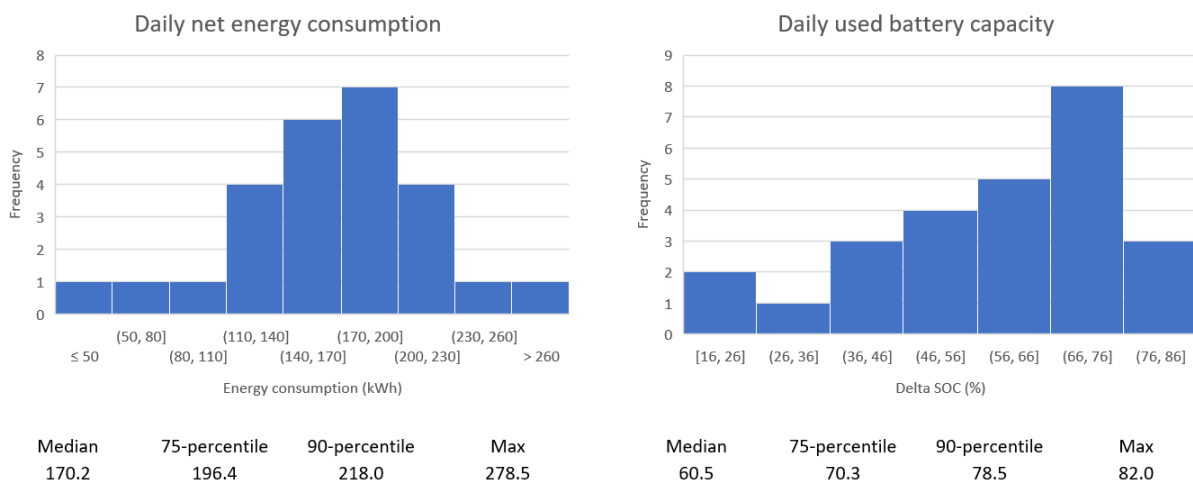 Daily net energy consumption
8
7
6
5
4
3
2
1
0
Frequency
(50, 80] (110, 140] (170, 200] (230, 260]
≤ 50 (80, 110] (140, 170] (200, 230] > 260
Energy consumption (kWh)
Median 75-percentile 90-percentile Max
170.2 196.4 218.0 278.5
Daily used battery capacity
9
8
7
6
5
4
3
2
1
0
Frequency
[16, 26] (26, 36] (36, 46] (46, 56] (56, 66] (66, 76] (76, 86]
Delta SOC (%)
Median 75-percentile 90-percentile Max
60.5 70.3 78.5 82.0